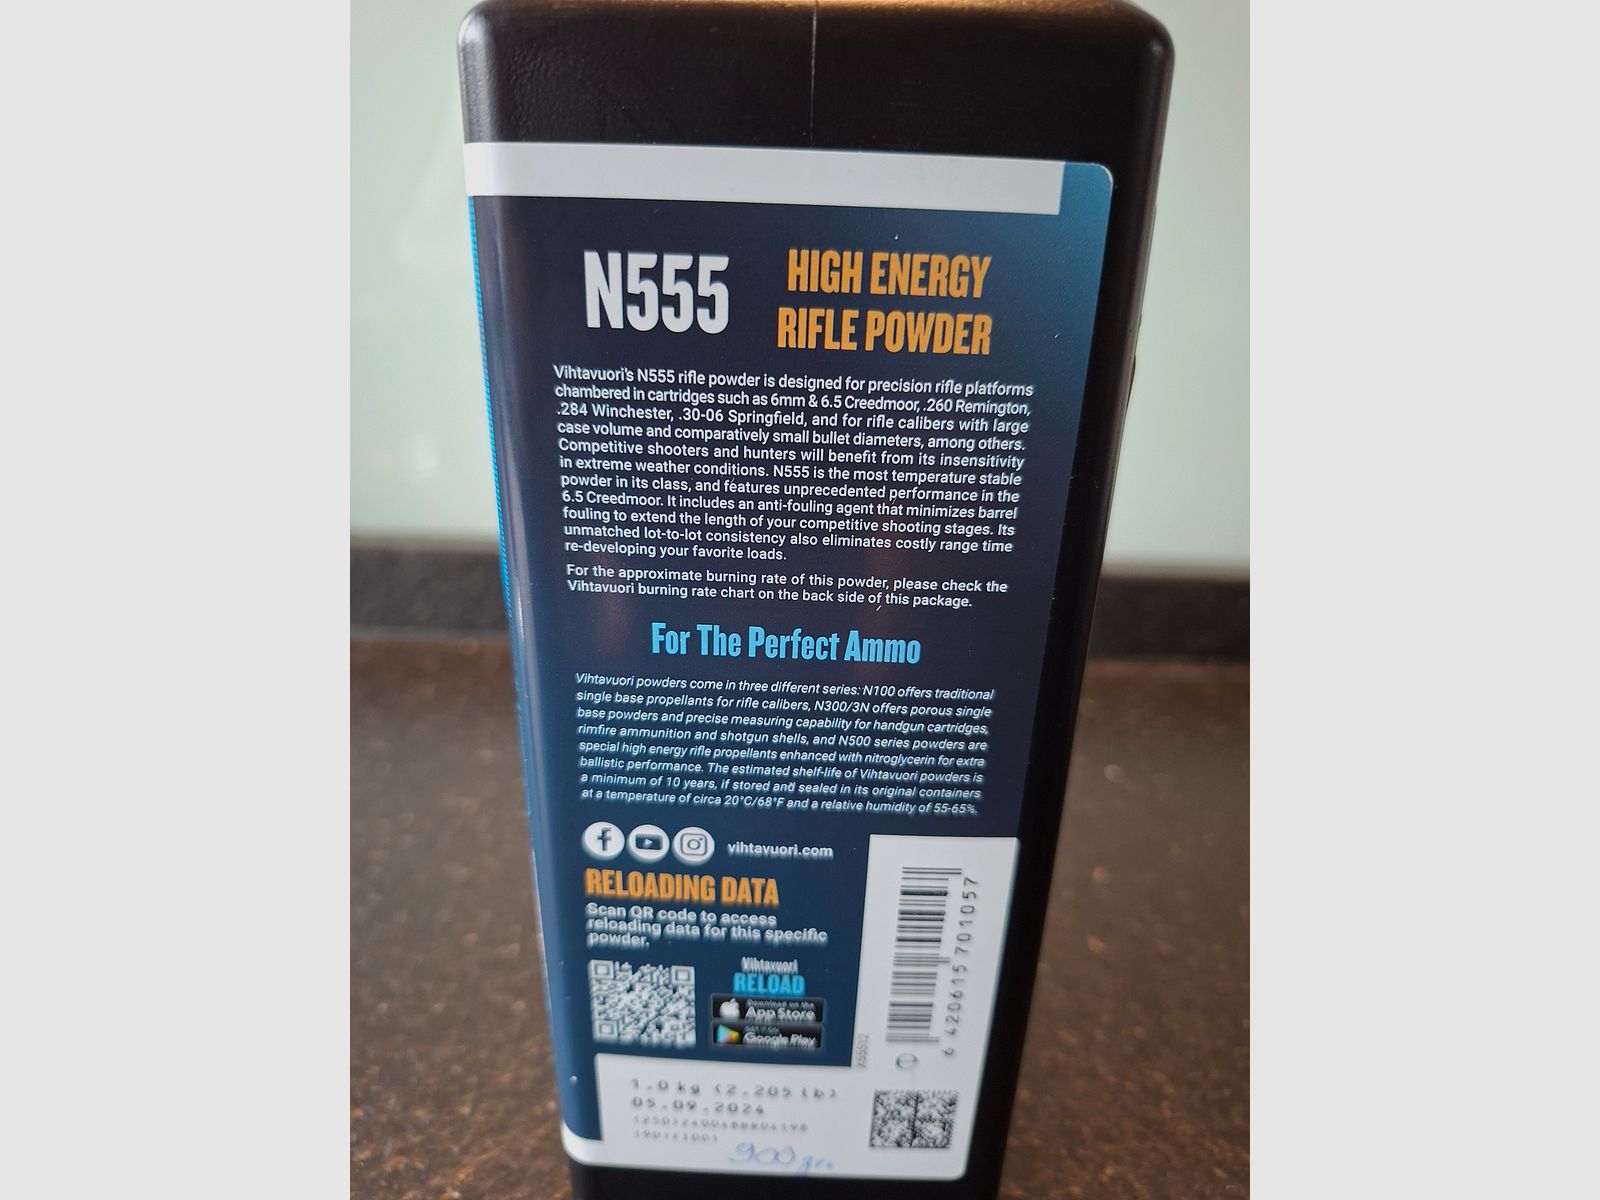 N555
HIGH ENERGY
RIFLE POWDER
Vihtavuori's N555 rifle powder is designed for precision rifle platforms
chambered in cartridges such as 6mm & 6.5 Creedmoor, .260 Remington,
.284 Winchester, .30-06 Springfield, and for rifle calibers with large
case volume and comparatively small bullet diameters, among others.
Competitive shooters and hunters will benefit from its insensitivity
in extreme weather conditions. N555 is the most temperature stable
powder in its class, and features unprecedented performance in the
6.5 Creedmoor. It includes an anti-fouling agent that minimizes barrel
fouling to extend the length of your competitive shooting stages. Its
unmatched lot-to-lot consistency also eliminates costly range time
re-developing your favorite loads.
For the approximate burning rate of this powder, please check the
Vihtavuori burning rate chart on the back side of this package.
For The Perfect Ammo
Vihtavuori powders come in three different series: N100 offers traditional
single base propellants for rifle calibers, N300/3N offers porous single
base powders and precise measuring capability for handgun cartridges,
rimfire ammunition and shotgun shells, and N500 series powders are
special high energy rifle propellants enhanced with nitroglycerin for extra
ballistic performance. The estimated shelf-life of Vihtavuori powders is
a minimum of 10 years, if stored and sealed in its original containers
at a temperature of circa 20°C/68°F and a relative humidity of 55-65%.
vihtavuori.com
RELOADING DATA
Scan QR code to access
reloading data for this specific
powder.
Vihtavuori
RELOAD
Download on the
App Store
GET IT ON
Google Play
6 420615 701057
1.0 kg (2.205 lb)
05.09.2024
900 gr.